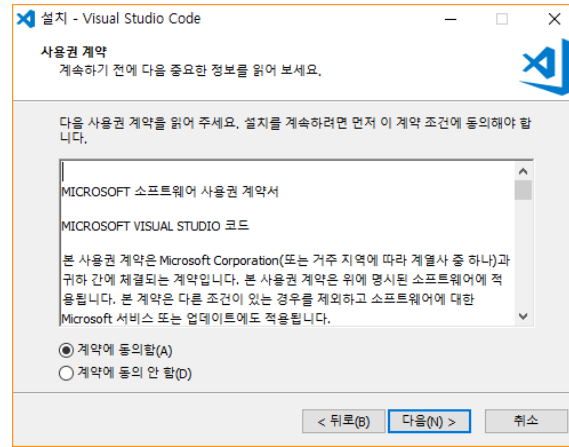 설치 - Visual Studio Code
사용권 계약
계속하기 전에 다음 중요한 정보를 읽어 보세요.
다음 사용권 계약을 읽어 주세요. 설치를 계속하려면 먼저 이 계약 조건에 동의해야 합
니다.
MICROSOFT 소프트웨어 사용권 계약서
MICROSOFT VISUAL STUDIO 코드
본 사용권 계약은 Microsoft Corporation(또는 거주 지역에 따라 계열사 중 하나)과
귀하 간에 체결되는 계약입니다. 본 사용권 계약은 위에 명시된 소프트웨어에 적
용됩니다. 본 계약은 다른 조건이 있는 경우를 제외하고 소프트웨어에 대한
Microsoft 서비스 또는 업데이트에도 적용됩니다.
계약에 동의함(A)
계약에 동의 안 함(D)
< 뒤로(B) 다음(N) > 취소